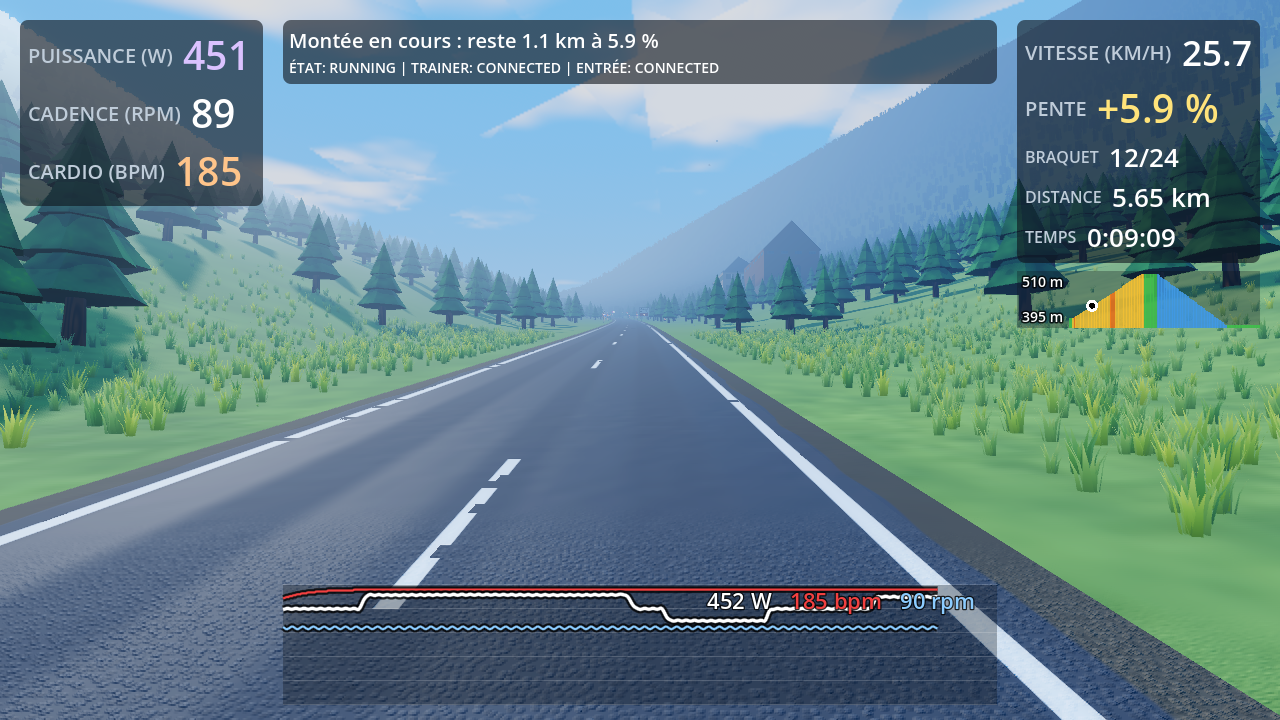 PUISSANCE (W) 451
CADENCE (RPM) 89
CARDIO (BPM) 185
Montée en cours : reste 1.1 km à 5.9 %
ÉTAT: RUNNING | TRAINER: CONNECTED | ENTRÉE: CONNECTED
VITESSE (KM/H) 25.7
PENTE +5.9 %
BRAQUET 12/24
DISTANCE 5.65 km
TEMPS 0:09:09
510 m
395 m
452 W 185 bpm 90 rpm